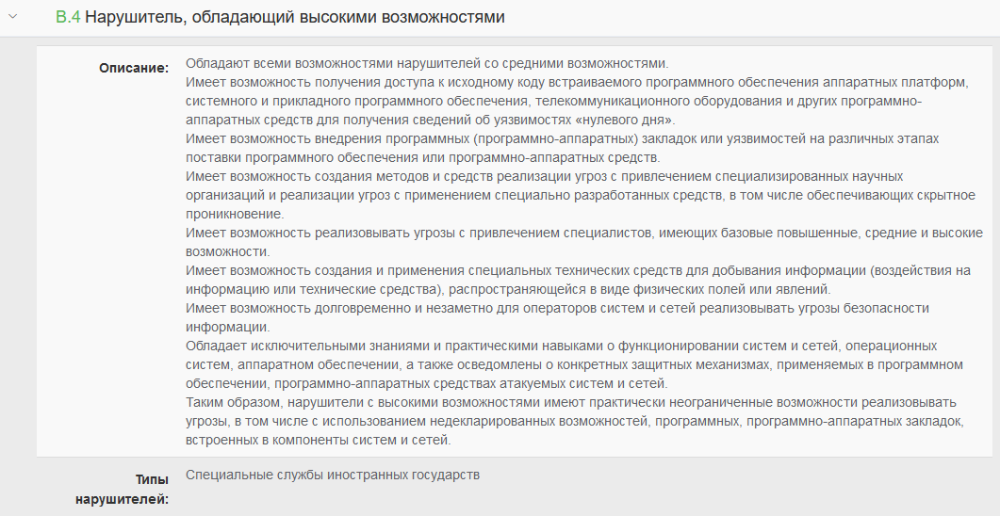 В.4 Нарушитель, обладающий высокими возможностями
Описание:
Обладают всеми возможностями нарушителей со средними возможностями.
Имеет возможность получения доступа к исходному коду встраиваемого программного обеспечения аппаратных платформ,
системного и прикладного программного обеспечения, телекоммуникационного оборудования и других программно-
аппаратных средств для получения сведений об уязвимостях «нулевого дня».
Имеет возможность внедрения программных (программно-аппаратных) закладок или уязвимостей на различных этапах
поставки программного обеспечения или программно-аппаратных средств.
Имеет возможность создания методов и средств реализации угроз с привлечением специализированных научных
организаций и реализации угроз с применением специально разработанных средств, в том числе обеспечивающих скрытное
проникновение.
Имеет возможность реализовывать угрозы с привлечением специалистов, имеющих базовые повышенные, средние и высокие
возможности.
Имеет возможность создания и применения специальных технических средств для добывания информации (воздействия на
информацию или технические средства), распространяющейся в виде физических полей или явлений.
Имеет возможность долговременно и незаметно для операторов систем и сетей реализовывать угрозы безопасности
информации.
Обладает исключительными знаниями и практическими навыками о функционировании систем и сетей, операционных
систем, аппаратном обеспечении, а также осведомлены о конкретных защитных механизмах, применяемых в программном
обеспечении, программно-аппаратных средствах атакуемых систем и сетей.
Таким образом, нарушители с высокими возможностями имеют практически неограниченные возможности реализовывать
угрозы, в том числе с использованием недекларированных возможностей, программных, программно-аппаратных закладок,
встроенных в компоненты систем и сетей.
Типы
нарушителей:
Специальные службы иностранных государств